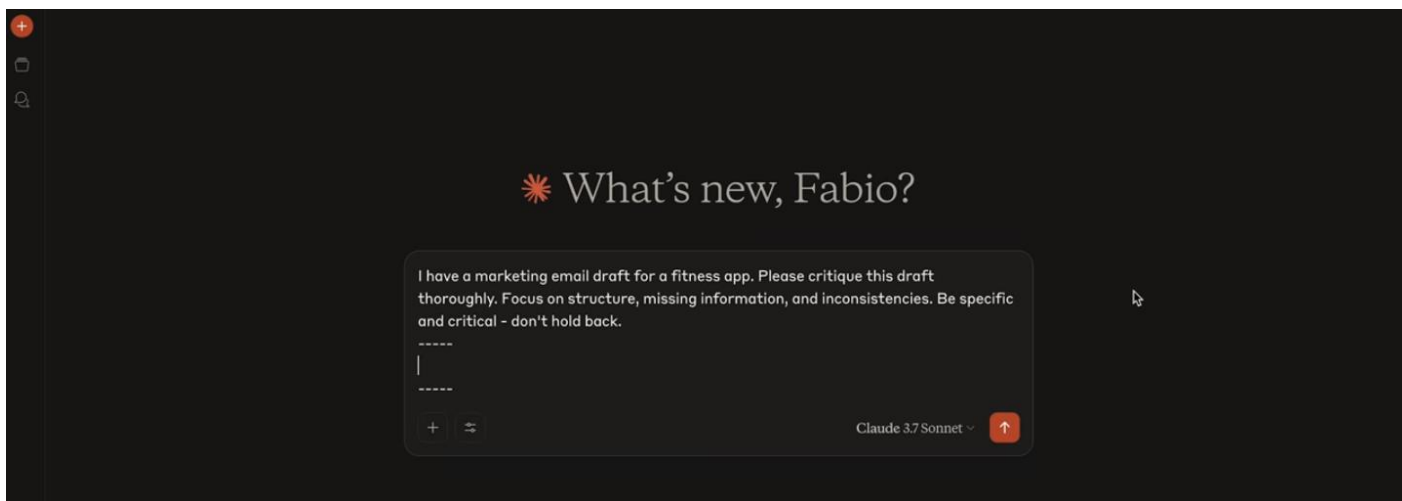 What's new, Fabio?
I have a marketing email draft for a fitness app. Please critique this draft
thoroughly. Focus on structure, missing information, and inconsistencies. Be specific
and critical - don't hold back.
-----
-----
Claude 3.7 Sonnet